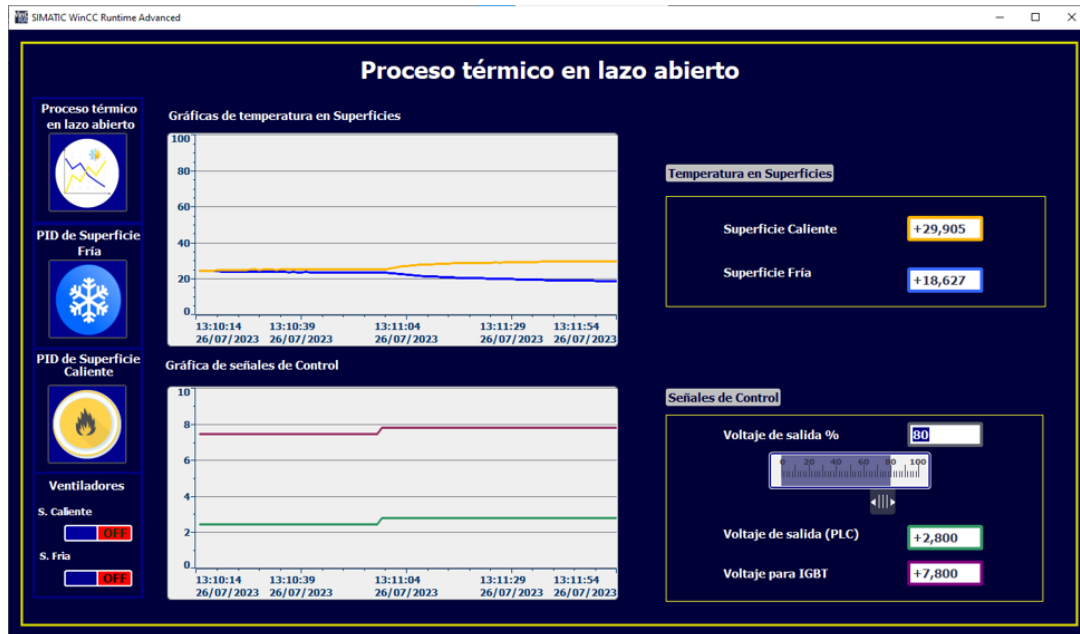 SIMATIC WinCC Runtime Advanced
Proceso térmico en lazo abierto
Proceso térmico
en lazo abierto
PID de Superficie
Fría
PID de Superficie
Caliente
Ventiladores
S. Caliente
OFF
S. Fria
OFF
Gráficas de temperatura en Superficies
100
80
60
40
20
0
13:10:14 13:10:39 13:11:04 13:11:29 13:11:54
26/07/2023 26/07/2023 26/07/2023 26/07/2023 26/07/2023
Gráfica de señales de Control
10
8
6
4
2
0
13:10:14 13:10:39 13:11:04 13:11:29 13:11:54
26/07/2023 26/07/2023 26/07/2023 26/07/2023 26/07/2023
Temperatura en Superficies
Superficie Caliente +29,905
Superficie Fría +18,627
Señales de Control
Voltaje de salida % 80
0 20 40 60 80 100
Voltaje de salida (PLC) +2,800
Voltaje para IGBT +7,800